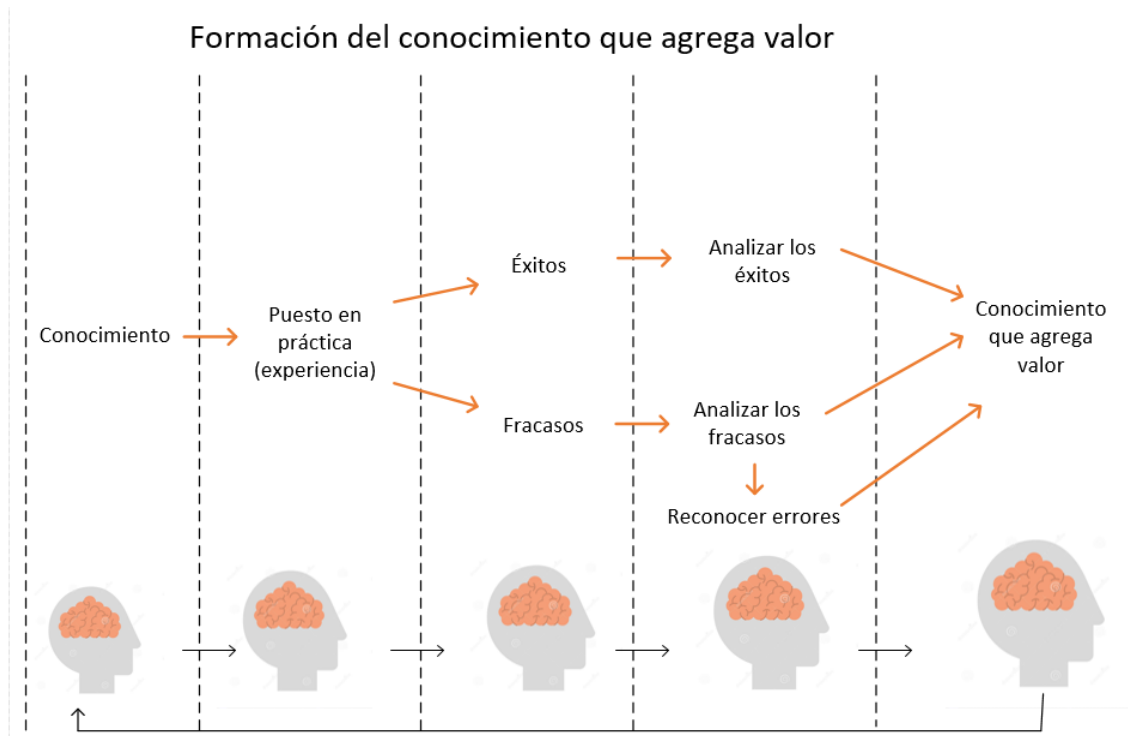 Formación del conocimiento que agrega valor
Conocimiento
Puesto en
práctica
(experiencia)
Éxitos
Fracasos
Analizar los
éxitos
Analizar los
fracasos
Reconocer errores
Conocimiento
que agrega
valor